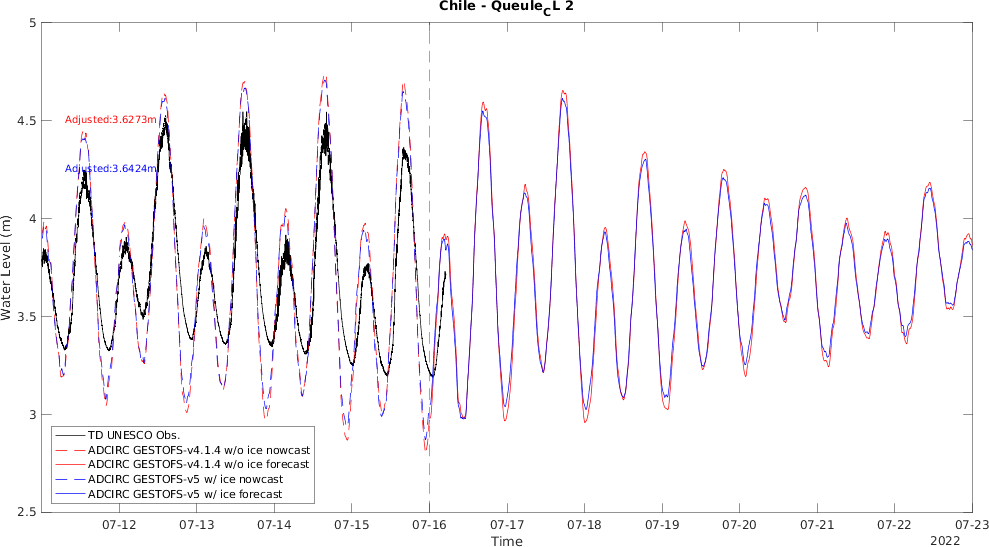 Chile - Queule_CL 2
Water Level (m)
5
4.5
4
3.5
3
2.5
Adjusted:3.6273m
Adjusted:3.6424m
TD UNESCO Obs.
ADCIRC GESTOFS-v4.1.4 w/o ice nowcast
ADCIRC GESTOFS-v4.1.4 w/o ice forecast
ADCIRC GESTOFS-v5 w/ ice nowcast
ADCIRC GESTOFS-v5 w/ ice forecast
07-12 07-13 07-14 07-15 07-16 07-17 07-18 07-19 07-20 07-21 07-22 07-23
Time
2022